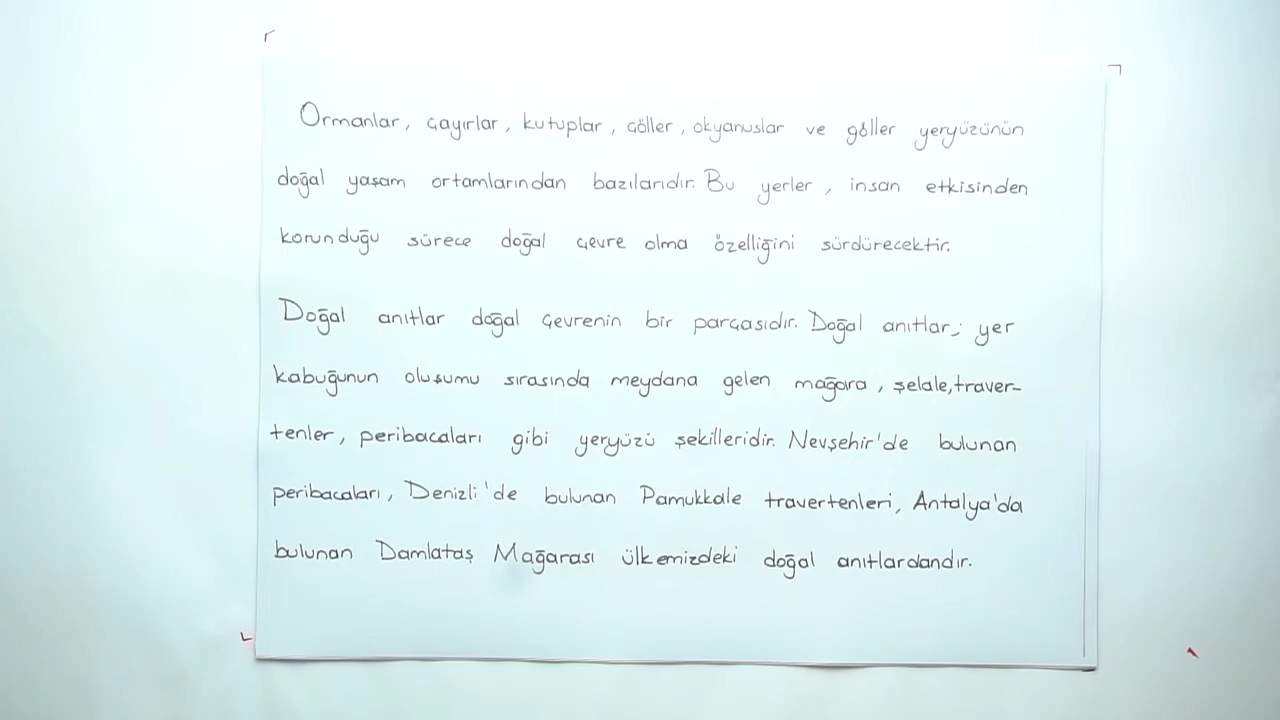 Ormanlar, çayırlar, kutuplar, çöller, okyanuslar ve göller yeryüzünün
doğal yaşam ortamlarından bazılarıdır. Bu yerler, insan etkisinden
korunduğu sürece doğal çevre olma özelliğini sürdürecektir.
Doğal anıtlar doğal çevrenin bir parçasıdır. Doğal anıtlar; yer
kabuğunun oluşumu sırasında meydana gelen mağara, şelale, traver-
tenler, peribacaları gibi yeryüzü şekilleridir. Nevşehir'de bulunan
peribacaları, Denizli'de bulunan Pamukkale travertenleri, Antalya'da
bulunan Damlataş Mağarası ülkemizdeki doğal anıtlardandır.